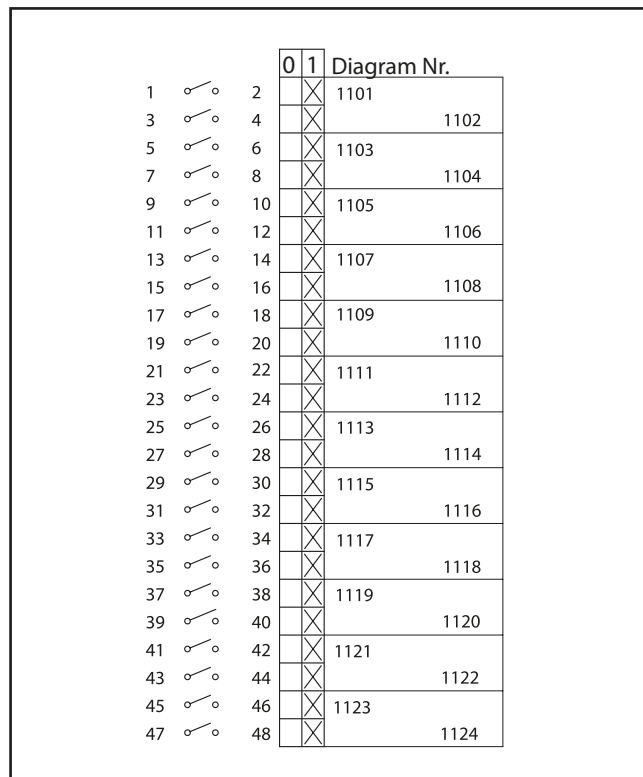 0 1 Diagram Nr.
1 2 X 1101
3 4 X 1102
5 6 X 1103
7 8 X 1104
9 10 X 1105
11 12 X 1106
13 14 X 1107
15 16 X 1108
17 18 X 1109
19 20 X 1110
21 22 X 1111
23 24 X 1112
25 26 X 1113
27 28 X 1114
29 30 X 1115
31 32 X 1116
33 34 X 1117
35 36 X 1118
37 38 X 1119
39 40 X 1120
41 42 X 1121
43 44 X 1122
45 46 X 1123
47 48 X 1124